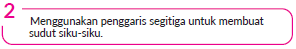 2
Menggunakan penggaris segitiga untuk membuat
sudut siku-siku.